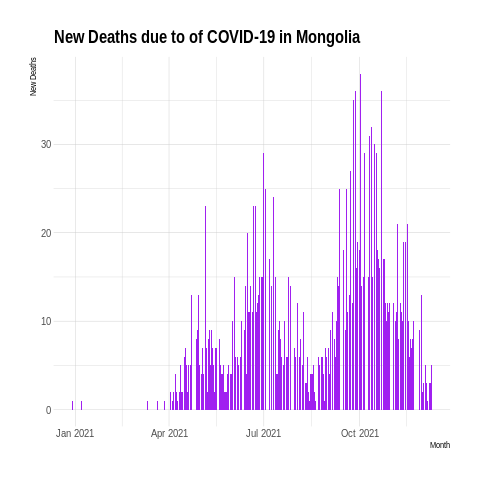 New Deaths due to of COVID-19 in Mongolia
New Deaths
30
20
10
0
Jan 2021
Apr 2021
Jul 2021
Oct 2021
Month